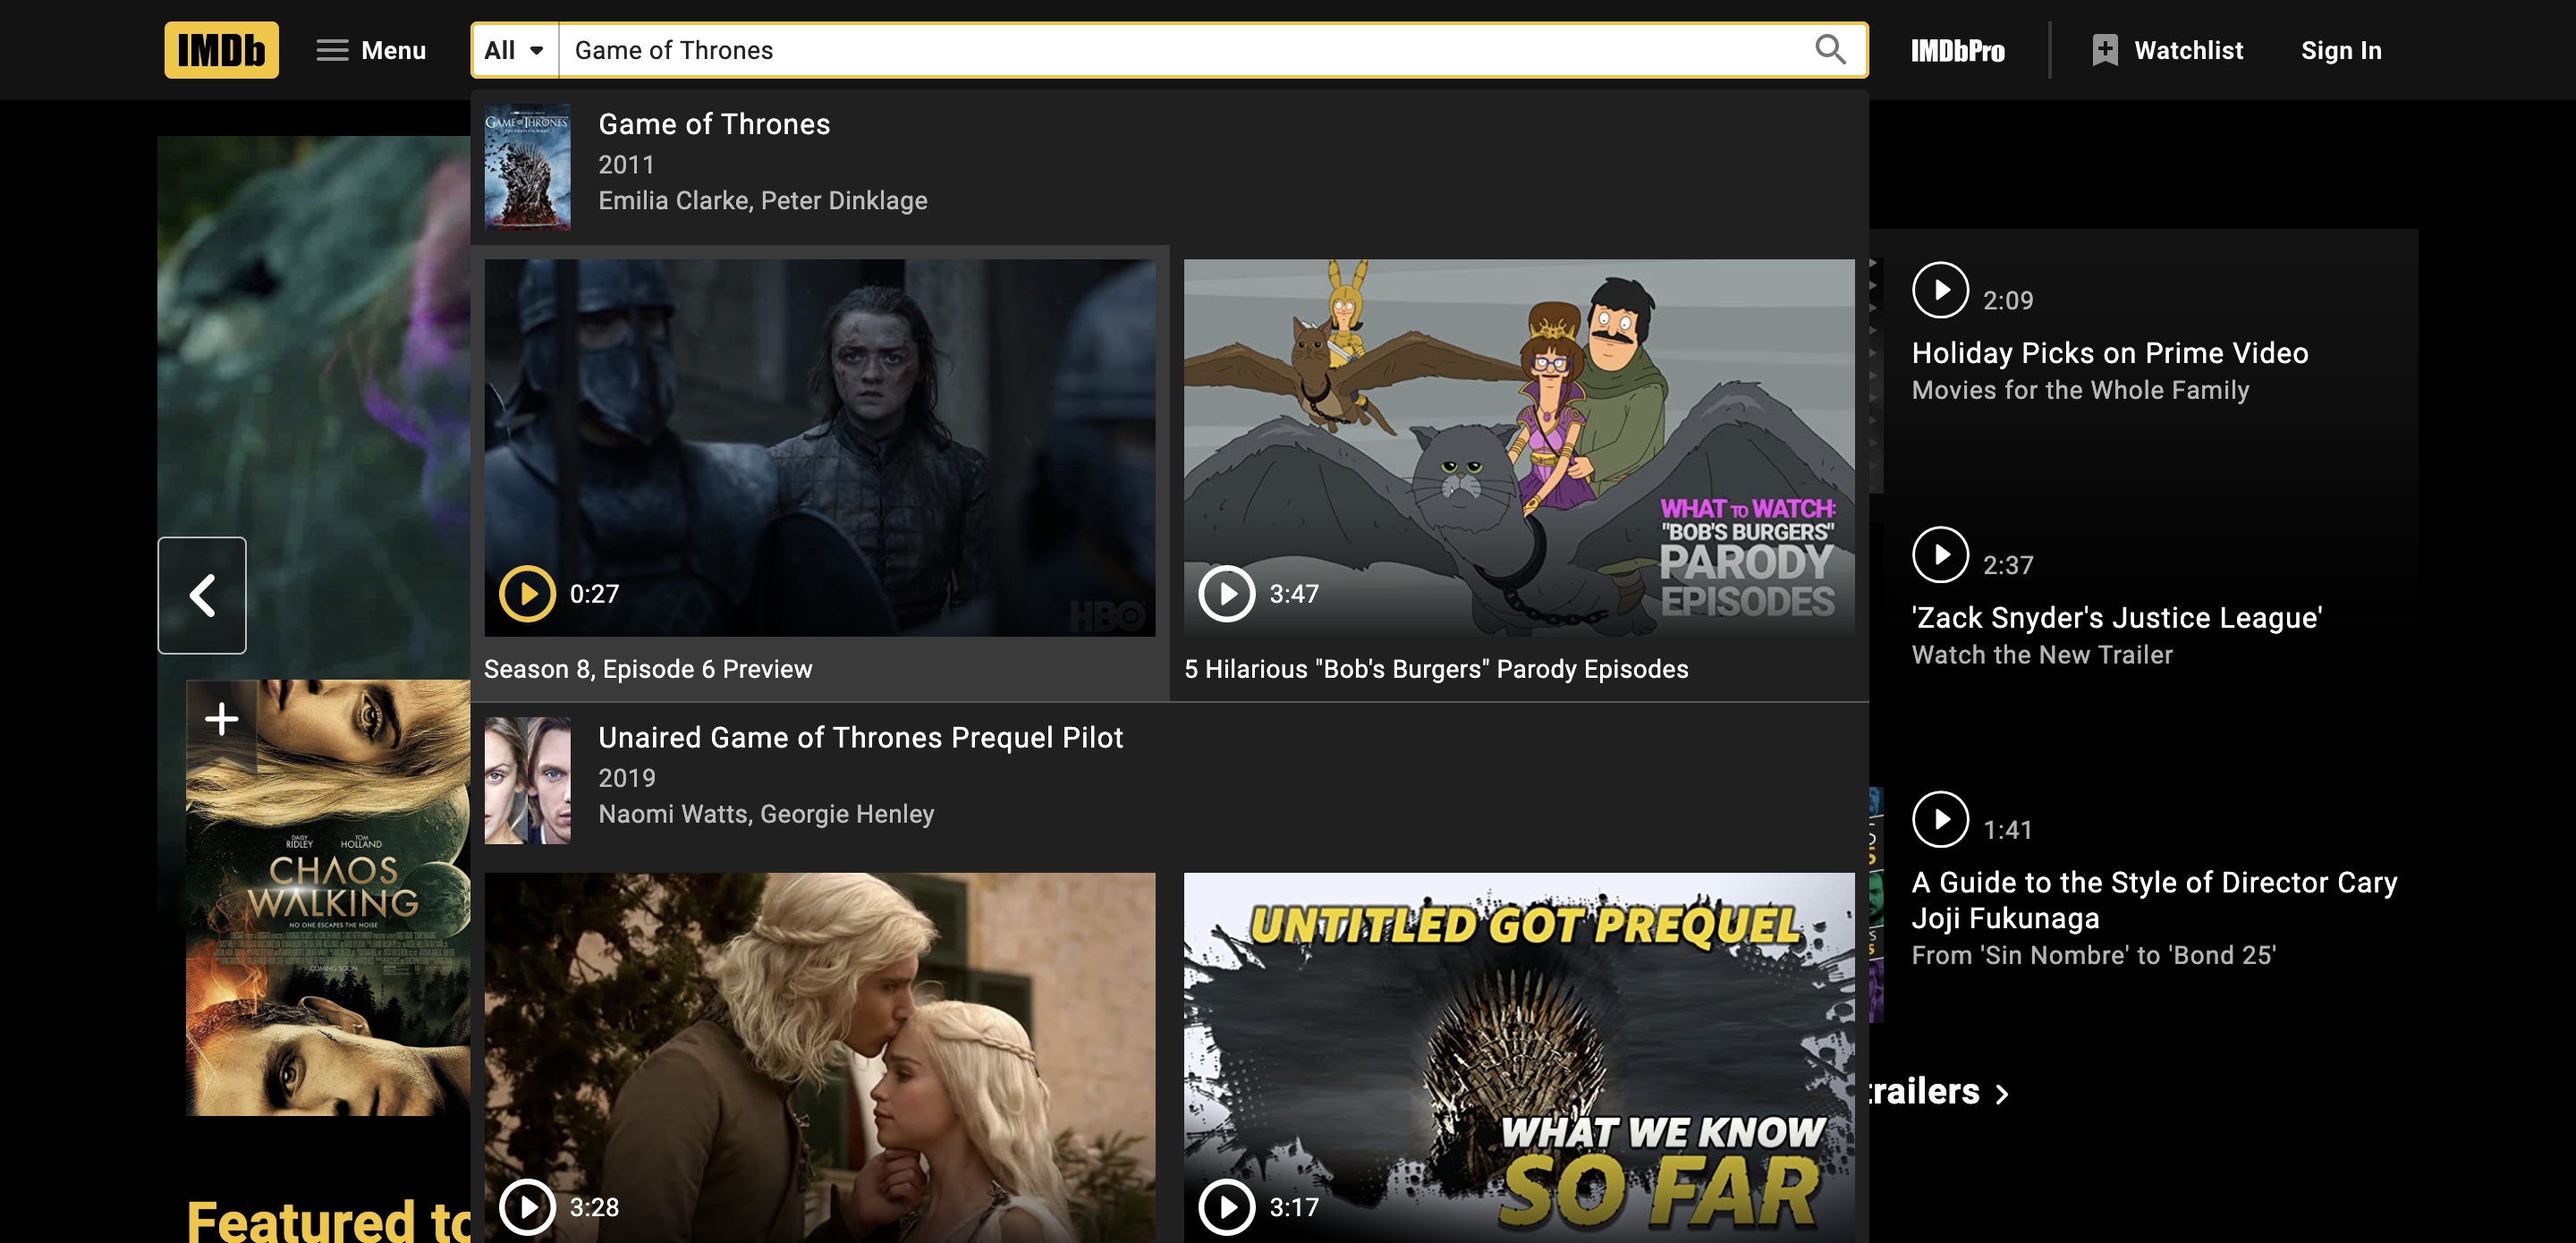 IMDb
Menu
All
Game of Thrones
IMDbPro
Watchlist
Sign In
GAME OF THRONES
Game of Thrones
2011
Emilia Clarke, Peter Dinklage
0:27
HBO
Season 8, Episode 6 Preview
WHAT TO WATCH:
"BOB'S BURGERS"
PARODY
EPISODES
3:47
5 Hilarious "Bob's Burgers" Parody Episodes
Unaired Game of Thrones Prequel Pilot
2019
Naomi Watts, Georgie Henley
3:28
UNTITLED GOT PREQUEL
WHAT WE KNOW
SO FAR
3:17
2:09
Holiday Picks on Prime Video
Movies for the Whole Family
2:37
'Zack Snyder's Justice League'
Watch the New Trailer
1:41
A Guide to the Style of Director Cary
Joji Fukunaga
From 'Sin Nombre' to 'Bond 25'
trailers
DAISY RIDLEY
TOM HOLLAND
CHAOS
WALKING
NO ONE ESCAPES THE NOISE
COMING SOON
Featured to